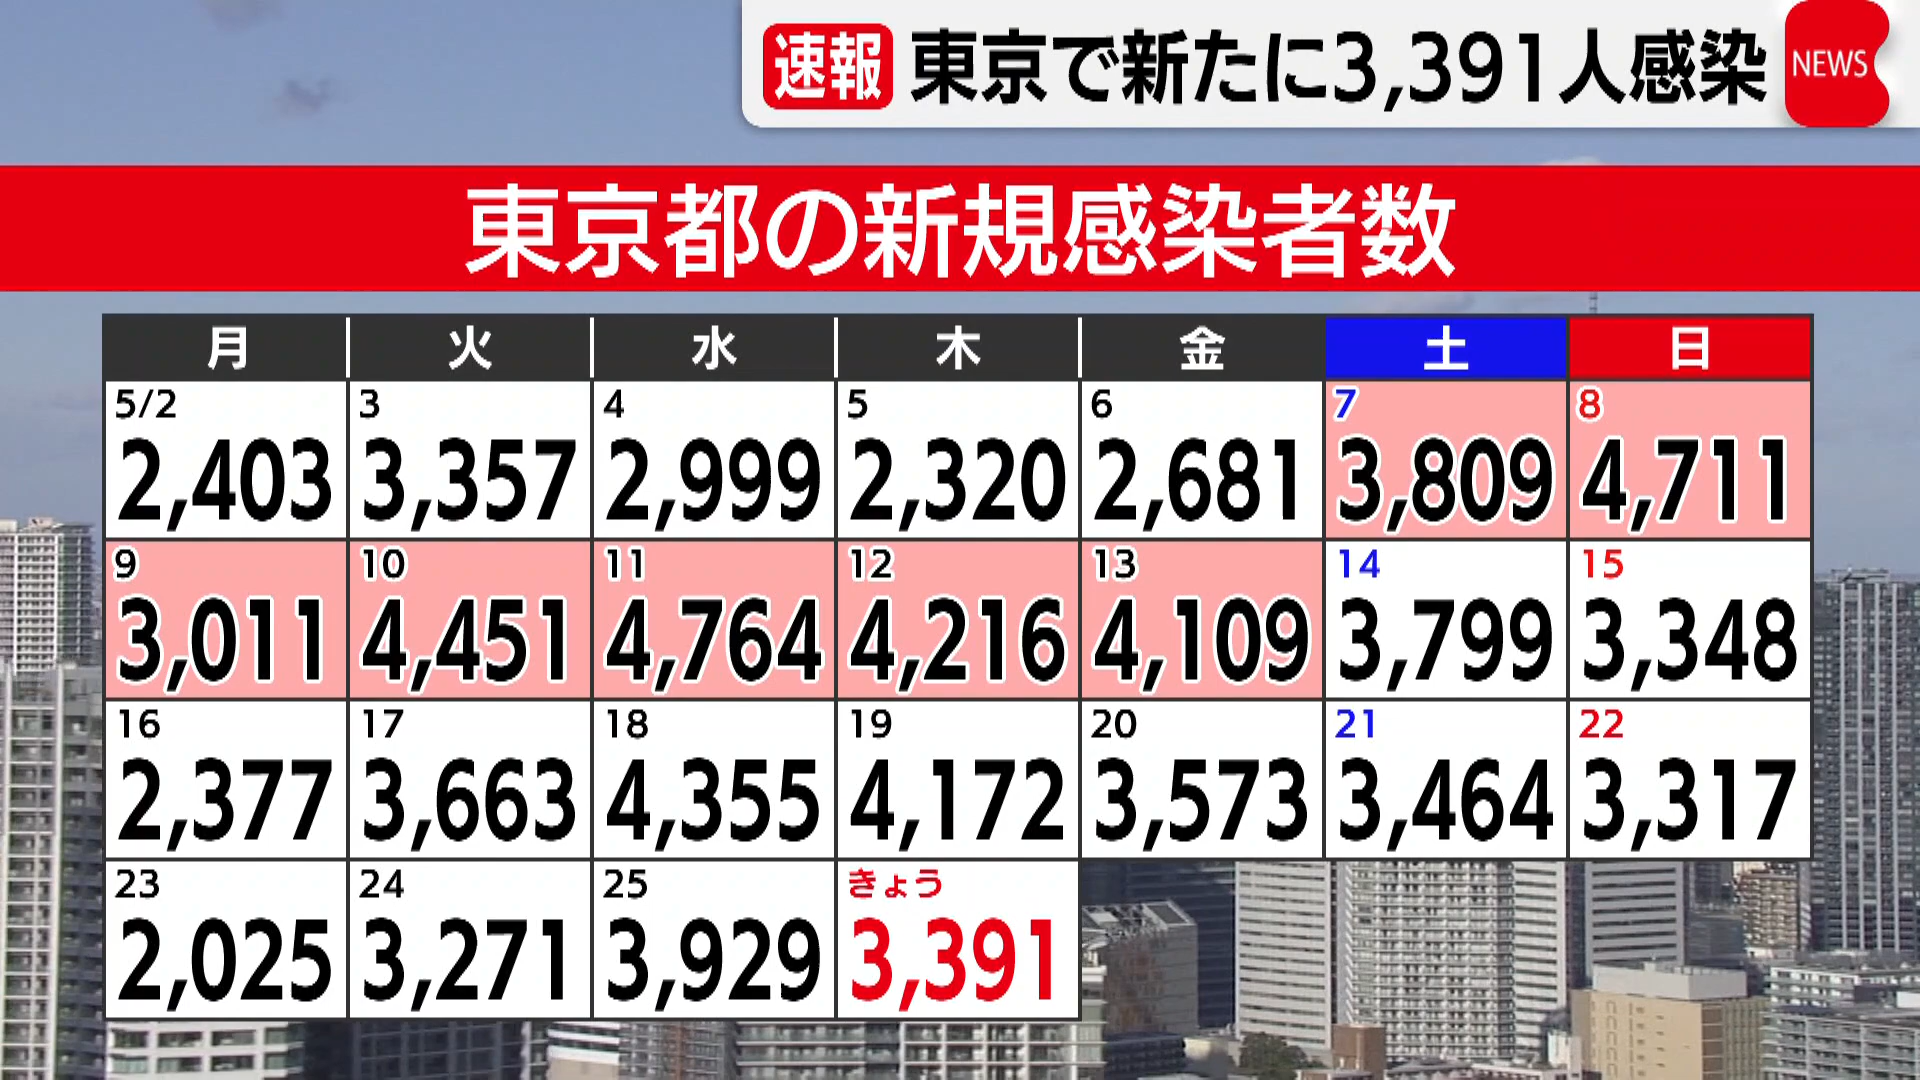 速報 東京で新たに3,391人感染 NEWS
東京都の新規感染者数
月 火 水 木 金 土 日
5/2 3 4 5 6 7 8
2,403 3,357 2,999 2,320 2,681 3,809 4,711
9 10 11 12 13 14 15
3,011 4,451 4,764 4,216 4,109 3,799 3,348
16 17 18 19 20 21 22
2,377 3,663 4,355 4,172 3,573 3,464 3,317
23 24 25 きょう
2,025 3,271 3,929 3,391